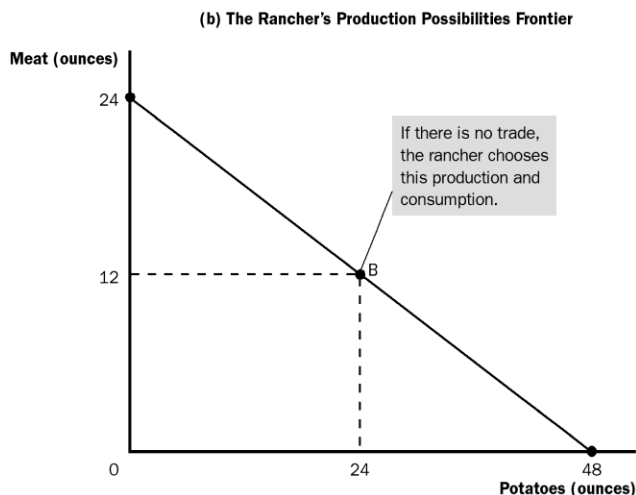 (b) The Rancher's Production Possibilities Frontier
Meat (ounces)
24
If there is no trade,
the rancher chooses
this production and
consumption.
B
12
0
24
48
Potatoes (ounces)